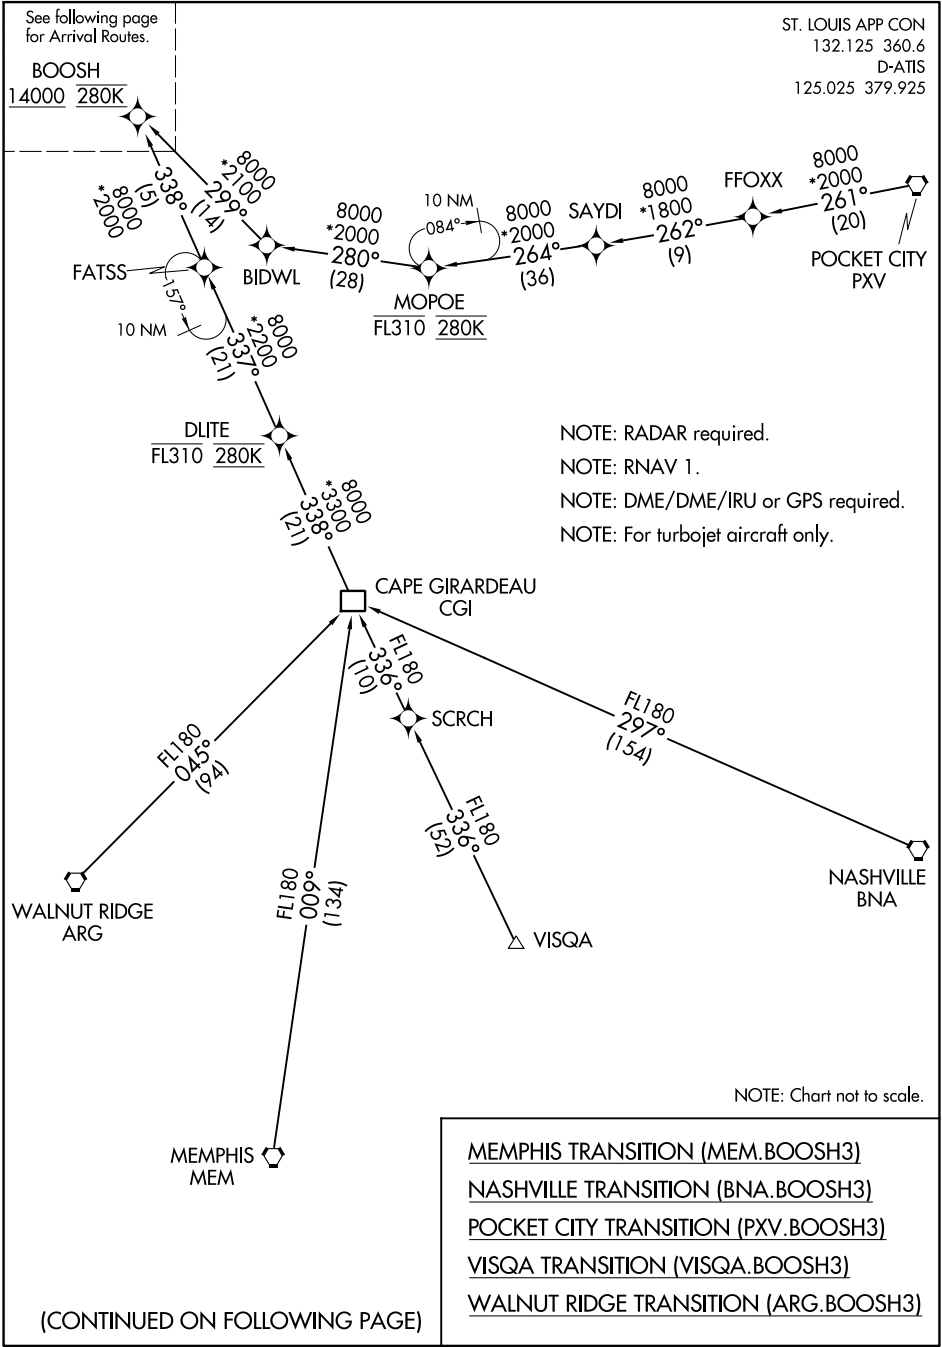 See following page
for Arrival Routes.
ST. LOUIS APP CON
132.125 360.6
D-ATIS
125.025 379.925
BOOSH
14000 280K
8000
*2000
338°
(5)
8000
*2100
299°
(14)
8000
*2000
280°
(28)
10 NM
084°
8000
*2000
264°
(36)
SAYDI
8000
*1800
262°
(9)
FFOXX
8000
*2000
261°
(20)
POCKET CITY
PXV
FATSS
BIDWL
MOPOE
FL310 280K
157°
10 NM
8000
*2200
337°
(21)
DLITE
FL310 280K
NOTE: RADAR required.
NOTE: RNAV 1.
NOTE: DME/DME/IRU or GPS required.
NOTE: For turbojet aircraft only.
8000
*3300
338°
(21)
CAPE GIRARDEAU
CGI
FL180
336°
(10)
SCRCH
FL180
297°
(154)
FL180
045°
(94)
FL180
336°
(52)
FL180
009°
(134)
WALNUT RIDGE
ARG
VISQA
NASHVILLE
BNA
NOTE: Chart not to scale.
MEMPHIS
MEM
MEMPHIS TRANSITION (MEM.BOOSH3)
NASHVILLE TRANSITION (BNA.BOOSH3)
POCKET CITY TRANSITION (PXV.BOOSH3)
VISQA TRANSITION (VISQA.BOOSH3)
WALNUT RIDGE TRANSITION (ARG.BOOSH3)
(CONTINUED ON FOLLOWING PAGE)